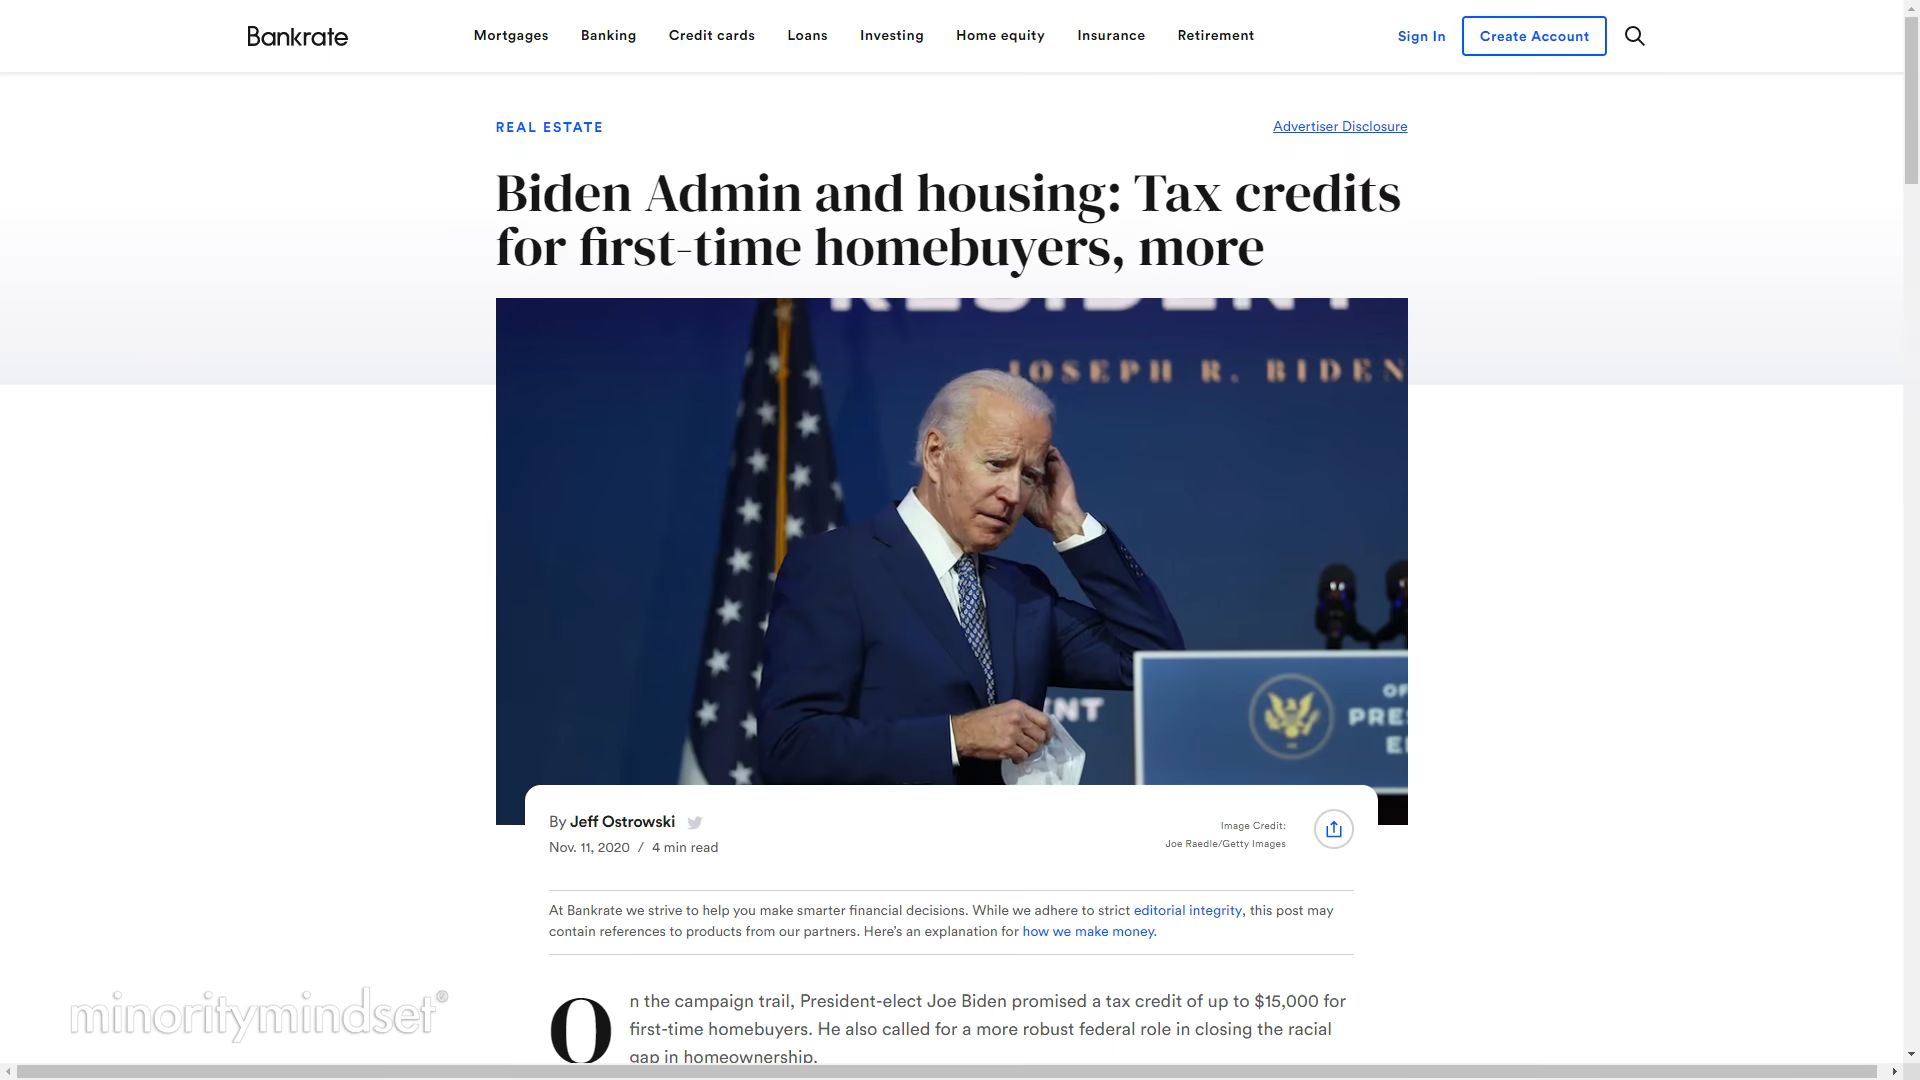 Bankrate
Mortgages Banking Credit cards Loans Investing Home equity Insurance Retirement
Sign In Create Account
REAL ESTATE
Advertiser Disclosure
Biden Admin and housing: Tax credits
for first-time homebuyers, more
RESIDENT
JOSEPH R. BIDEN
ENT
OF
PRE
E
By Jeff Ostrowski
Nov. 11, 2020 / 4 min read
Image Credit:
Joe Raedle/Getty Images
At Bankrate we strive to help you make smarter financial decisions. While we adhere to strict editorial integrity, this post may
contain references to products from our partners. Here's an explanation for how we make money.
On the campaign trail, President-elect Joe Biden promised a tax credit of up to $15,000 for
first-time homebuyers. He also called for a more robust federal role in closing the racial
gap in homeownership.
minoritymindset®